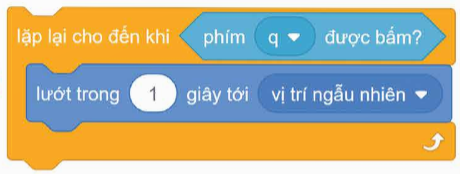 lặp lại cho đến khi phím q được bấm?
lướt trong 1 giây tới vị trí ngẫu nhiên